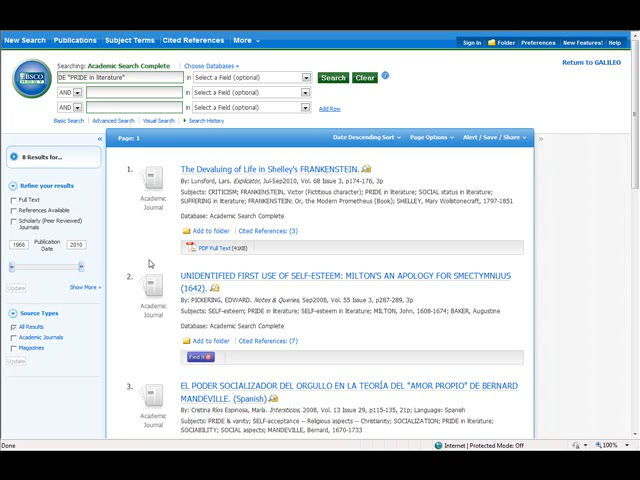 New Search Publications Subject Terms Cited References More
Sign In Folder Preferences New Features! Help
Return to GALILEO
EBSCO
HOST
Searching: Academic Search Complete Choose Databases »
DE "PRIDE in literature" in Select a Field (optional) Search Clear
AND in Select a Field (optional)
AND in Select a Field (optional) Add Row
Basic Search Advanced Search Visual Search Search History
«
Page: 1 Date Descending Sort Page Options Alert / Save / Share »
8 Results for...
Refine your results
Full Text
References Available
Scholarly (Peer Reviewed) Journals
1968 Publication Date 2010
Update Show More »
Source Types
All Results
Academic Journals
Magazines
Update
1. The Devaluing of Life in Shelley's FRANKENSTEIN.
Academic Journal
By: Lunsford, Lars. Explicator, Jul-Sep2010, Vol. 68 Issue 3, p174-176, 3p
Subjects: CRITICISM; FRANKENSTEIN, Victor (Fictitious character); PRIDE in literature; SOCIAL status in literature;
SUFFERING in literature; FRANKENSTEIN: Or, the Modern Prometheus (Book); SHELLEY, Mary Wollstonecraft, 1797-1851
Database: Academic Search Complete
Add to folder Cited References: (3)
PDF Full Text (41KB)
2. UNIDENTIFIED FIRST USE OF SELF-ESTEEM: MILTON'S AN APOLOGY FOR SMECTYMNUUS
(1642).
Academic Journal
By: PICKERING, EDWARD. Notes & Queries, Sep2008, Vol. 55 Issue 3, p287-289, 3p
Subjects: SELF-esteem; PRIDE in literature; SELF-esteem in literature; MILTON, John, 1608-1674; BAKER, Augustine
Database: Academic Search Complete
Add to folder Cited References: (7)
Find it
3. EL PODER SOCIALIZADOR DEL ORGULLO EN LA TEORÍA DEL "AMOR PROPIO" DE BERNARD
MANDEVILLE. (Spanish)
Academic Journal
By: Cristina Ríos Espinosa, María. Intersticios, 2008, Vol. 13 Issue 29, p115-135, 21p; Language: Spanish
Subjects: PRIDE & vanity; SELF-acceptance -- Religious aspects -- Christianity; SOCIALIZATION; PRIDE in literature;
SOCIABILITY; SOCIAL aspects; MANDEVILLE, Bernard, 1670-1733
Done Internet | Protected Mode: Off 100%